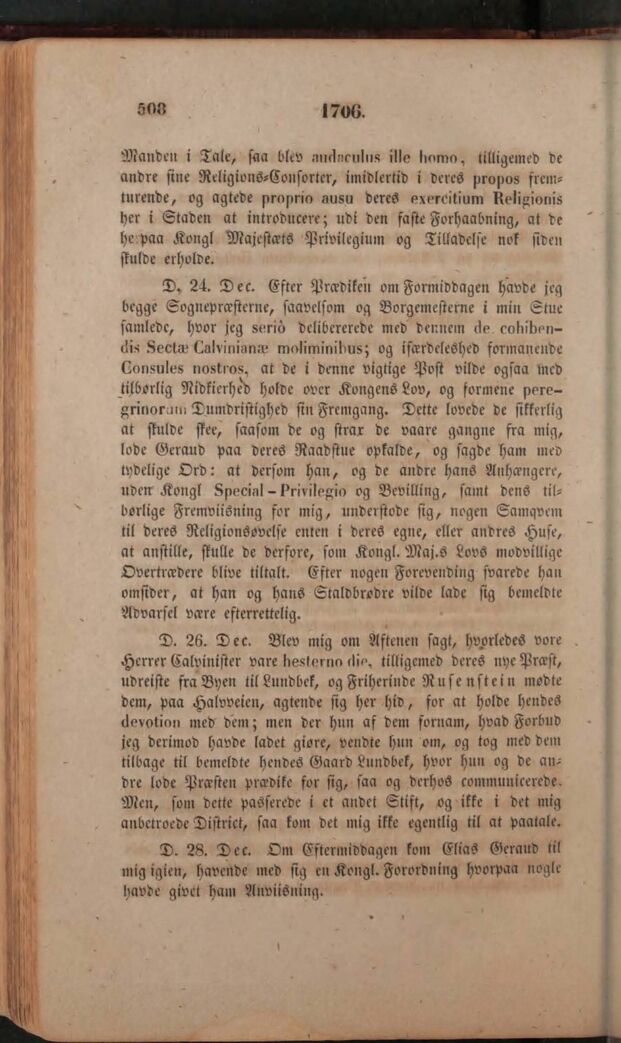 508 1706.
Manden i Tale, saa blev audaculus ille homo, tilligemed de
andre sine Religions-Consorter, imidlertid i deres propos frem-
turende, og agtede proprio ausu deres exercitium Religionis
her i Staden at introducere; udi den faste Forhaabning, at de
he paa Kongl Majestæts Privilegium og Tilladelse nok siden
skulde erholde.
D. 24. Dec. Efter Prædiken om Formiddagen havde jeg
begge Sognepræsterne, saavelsom og Borgemesterne i min Stue
samlede, hvor jeg seriò delibererede med dennem de cohiben-
dis Sectæ Calvinianæ moliminibus; og isærdeleshed formanende
Consules nostros, at de i denne vigtige Post vilde ogsaa med
tilbørlig Nidkierhed holde over Kongens Lov, og formene pere-
grinorum Dumdristighed sin Fremgang. Dette lovede de sikkerlig
at skulde skee, saasom de og strax de vaare gangne fra mig,
lode Geraud paa deres Raadstue opkalde, og sagde ham med
tydelige Ord: at dersom han, og de andre hans Anhængere,
uden Kongl Special-Privilegio og Bevilling, samt dens til-
børlige Fremviisning for mig, understode sig, nogen Samqvem
til deres Religionsøvelse enten i deres egne, eller andres Huse,
at anstille, skulle de derfore, som Kongl. Maj.s Lovs modvillige
Overtrædere blive tiltalt. Efter nogen Forevending svarede han
omsider, at han og hans Staldbrødre vilde lade sig bemeldte
Advarsel være efterrettelig.
D. 26. Dec. Blev mig om Aftenen sagt, hvorledes vore
Herrer Calvinister vare hesterno die, tilligemed deres nye Præst,
udreiste fra Byen til Lundbek, og Friherinde Rusenstein mødte
dem, paa Halvveien, agtende sig her hid, for at holde hendes
devotion med dem; men der hun af dem fornam, hvad Forbud
jeg derimod havde ladet giøre, vendte hun om, og tog med dem
tilbage til bemeldte hendes Gaard Lundbek, hvor hun og de an-
dre lode Præsten prædike for sig, saa og derhos communicerede.
Men, som dette passerede i et andet Stift, og ikke i det mig
anbetroede District, saa kom det mig ikke egentlig til at paatale.
D. 28. Dec. Om Eftermiddagen kom Elias Geraud til
mig igien, havende med sig en Kongl. Forordning hvorpaa nogle
havde givet ham Anviisning.